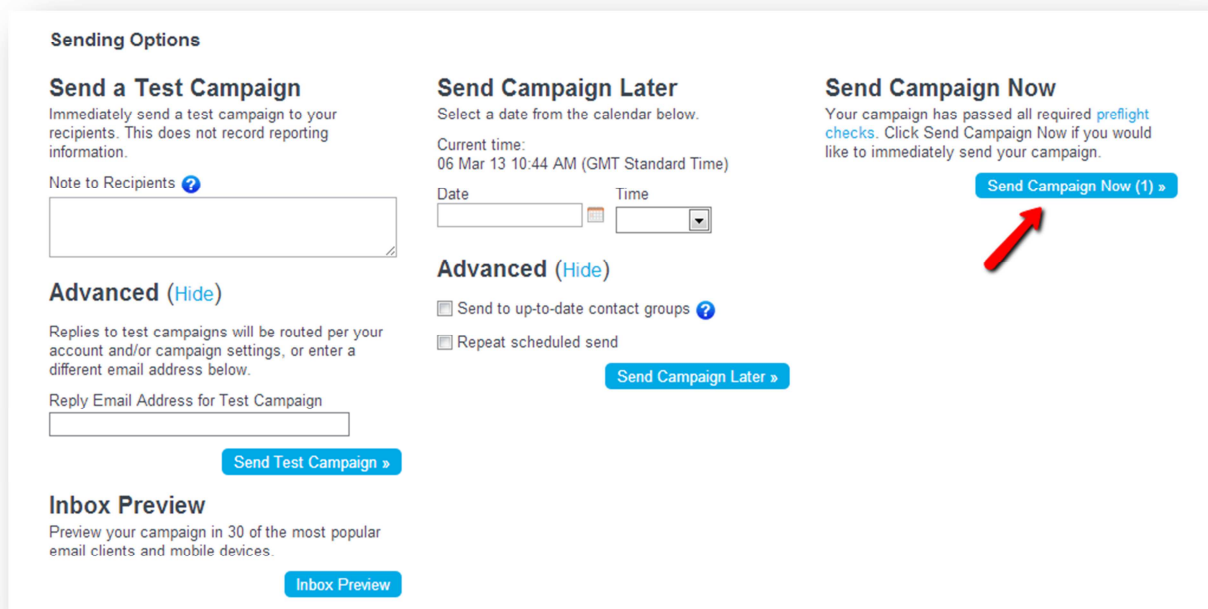 Sending Options
Send a Test Campaign
Immediately send a test campaign to your
recipients. This does not record reporting
information.
Note to Recipients ?
Advanced (Hide)
Replies to test campaigns will be routed per your
account and/or campaign settings, or enter a
different email address below.
Reply Email Address for Test Campaign
Send Test Campaign »
Inbox Preview
Preview your campaign in 30 of the most popular
email clients and mobile devices.
Inbox Preview
Send Campaign Later
Select a date from the calendar below.
Current time:
06 Mar 13 10:44 AM (GMT Standard Time)
Date Time
Advanced (Hide)
Send to up-to-date contact groups ?
Repeat scheduled send
Send Campaign Later »
Send Campaign Now
Your campaign has passed all required preflight
checks. Click Send Campaign Now if you would
like to immediately send your campaign.
Send Campaign Now (1) »